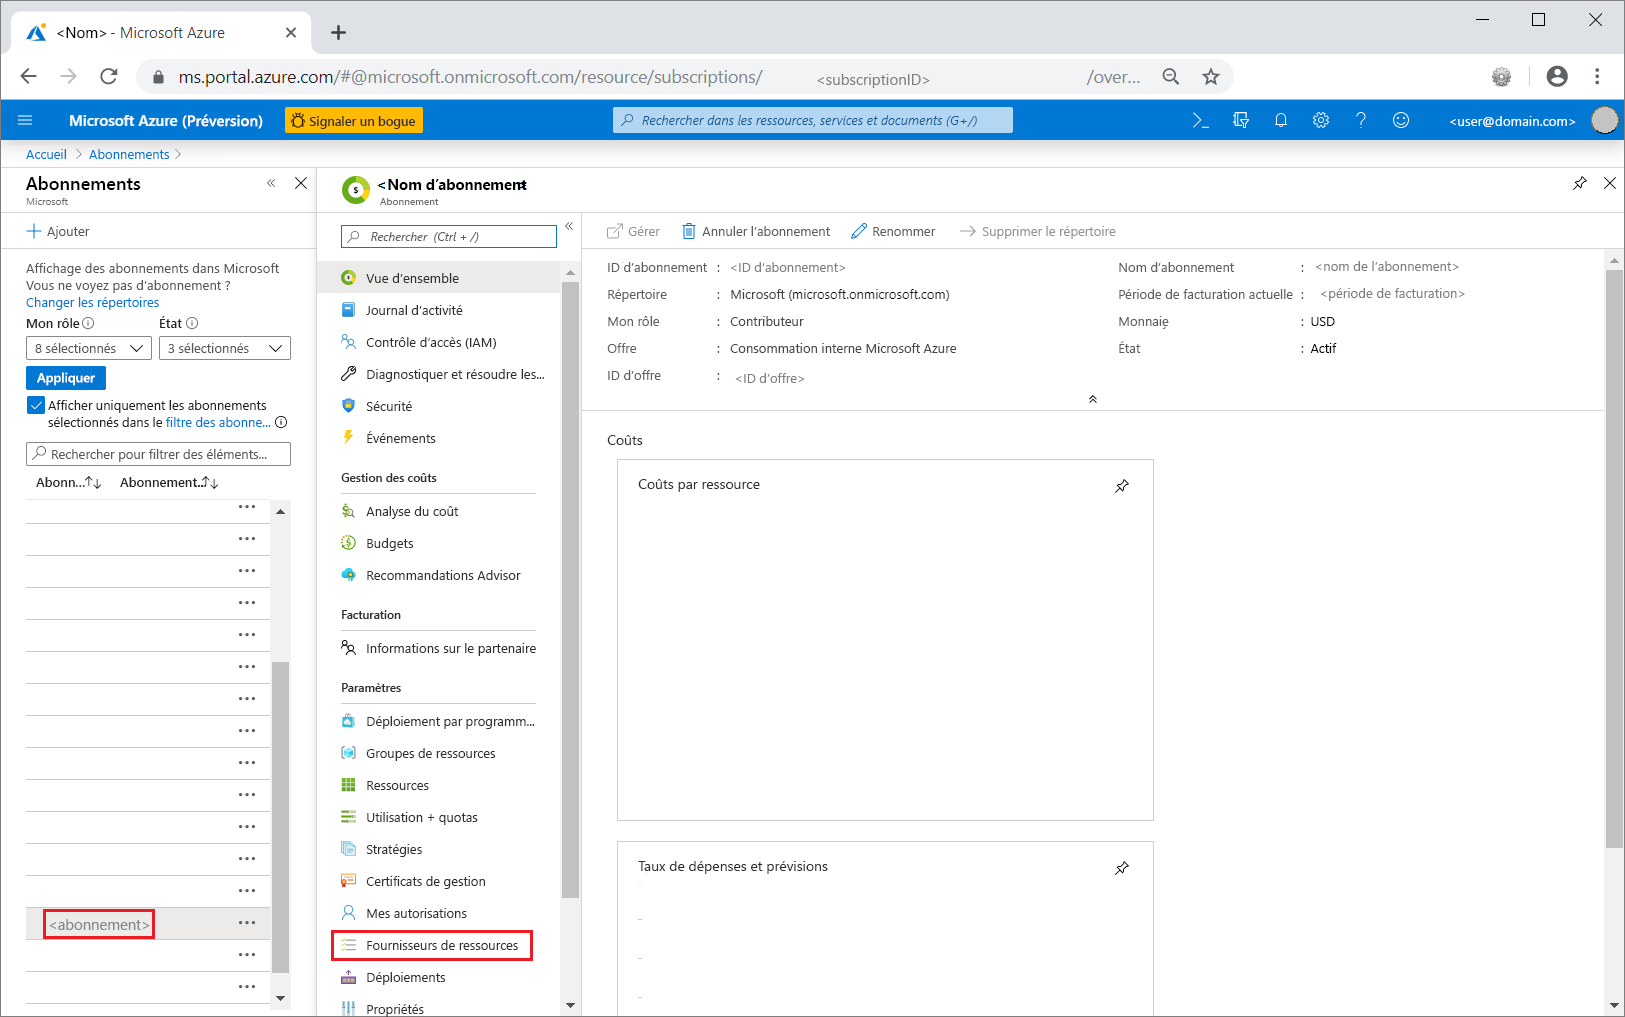 <Nom> - Microsoft Azure
ms.portal.azure.com/#@microsoft.onmicrosoft.com/resource/subscriptions/ <subscriptionID> /over...
Microsoft Azure (Préversion)
Signaler un bogue
Rechercher dans les ressources, services et documents (G+/)
<user@domain.com>
Accueil > Abonnements >
Abonnements
Microsoft
Ajouter
Affichage des abonnements dans Microsoft
Vous ne voyez pas d'abonnement ?
Changer les répertoires
Mon rôle État
8 sélectionnés 3 sélectionnés
Appliquer
Afficher uniquement les abonnements
sélectionnés dans le filtre des abonne...
Rechercher pour filtrer des éléments...
Abonn...↑↓ Abonnement..↑↓
<abonnement>
<Nom d'abonnement
Abonnement
Rechercher (Ctrl + /)
Vue d'ensemble
Journal d'activité
Contrôle d'accès (IAM)
Diagnostiquer et résoudre les...
Sécurité
Événements
Gestion des coûts
Analyse du coût
Budgets
Recommandations Advisor
Facturation
Informations sur le partenaire
Paramètres
Déploiement par programm...
Groupes de ressources
Ressources
Utilisation + quotas
Stratégies
Certificats de gestion
Mes autorisations
Fournisseurs de ressources
Déploiements
Propriétés
Gérer Annuler l'abonnement Renommer Supprimer le répertoire
ID d'abonnement : <ID d'abonnement>
Répertoire : Microsoft (microsoft.onmicrosoft.com)
Mon rôle : Contributeur
Offre : Consommation interne Microsoft Azure
ID d'offre : <ID d'offre>
Nom d'abonnement : <nom de l'abonnement>
Période de facturation actuelle : <période de facturation>
Monnaie : USD
État : Actif
Coûts
Coûts par ressource
Taux de dépenses et prévisions